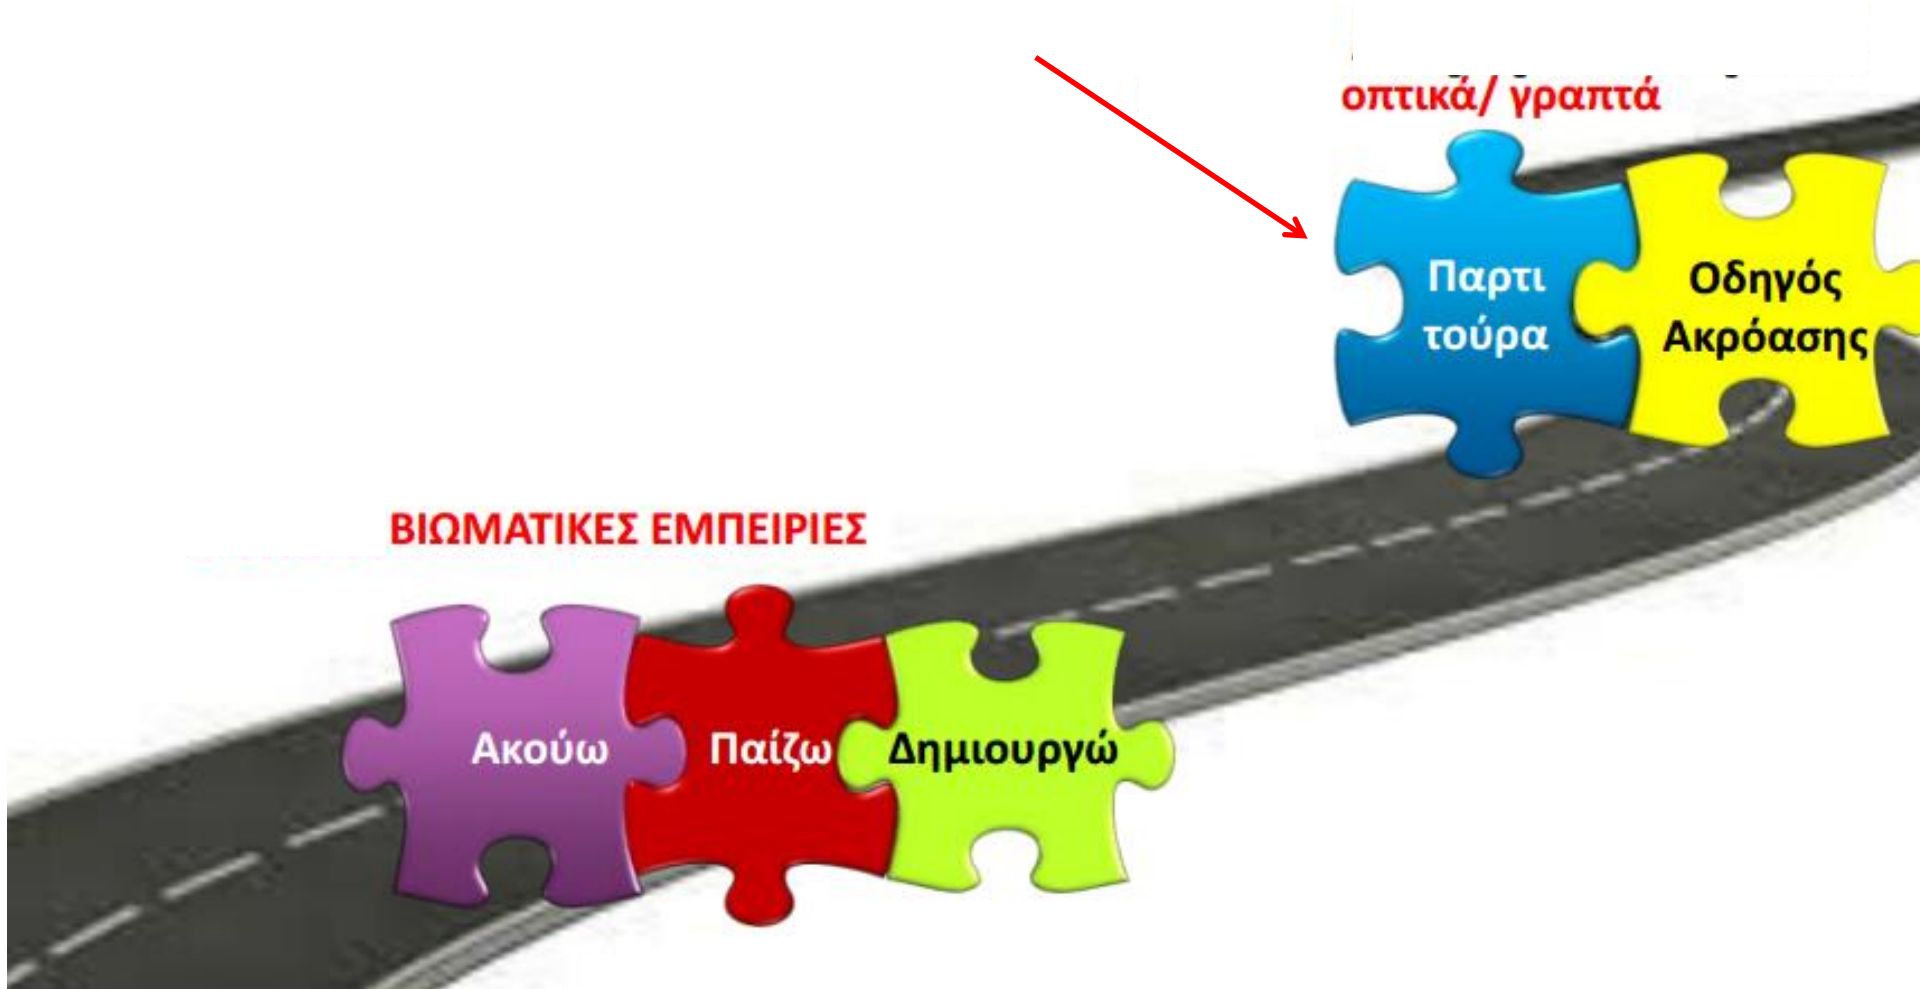 οπτικά/ γραπτά
Παρτι
τούρα
Οδηγός
Ακρόασης
ΒΙΩΜΑΤΙΚΕΣ ΕΜΠΕΙΡΙΕΣ
Ακούω
Παίζω
Δημιουργώ